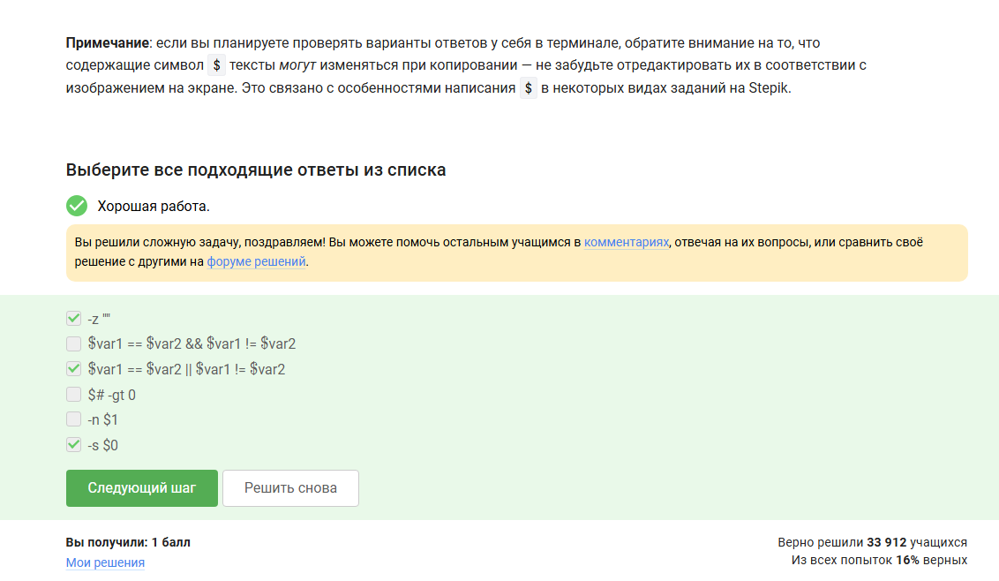 Примечание: если вы планируете проверять варианты ответов у себя в терминале, обратите внимание на то, что
содержащие символ $ тексты могут изменяться при копировании — не забудьте отредактировать их в соответствии с
изображением на экране. Это связано с особенностями написания $ в некоторых видах заданий на Stepik.
Выберите все подходящие ответы из списка
Хорошая работа.
Вы решили сложную задачу, поздравляем! Вы можете помочь остальным учащимся в комментариях, отвечая на их вопросы, или сравнить своё
решение с другими на форуме решений.
-z ""
$var1 == $var2 && $var1 != $var2
$var1 == $var2 || $var1 != $var2
$# -gt 0
-n $1
-s $0
Следующий шаг
Решить снова
Вы получили: 1 балл
Мои решения
Верно решили 33 912 учащихся
Из всех попыток 16% верных